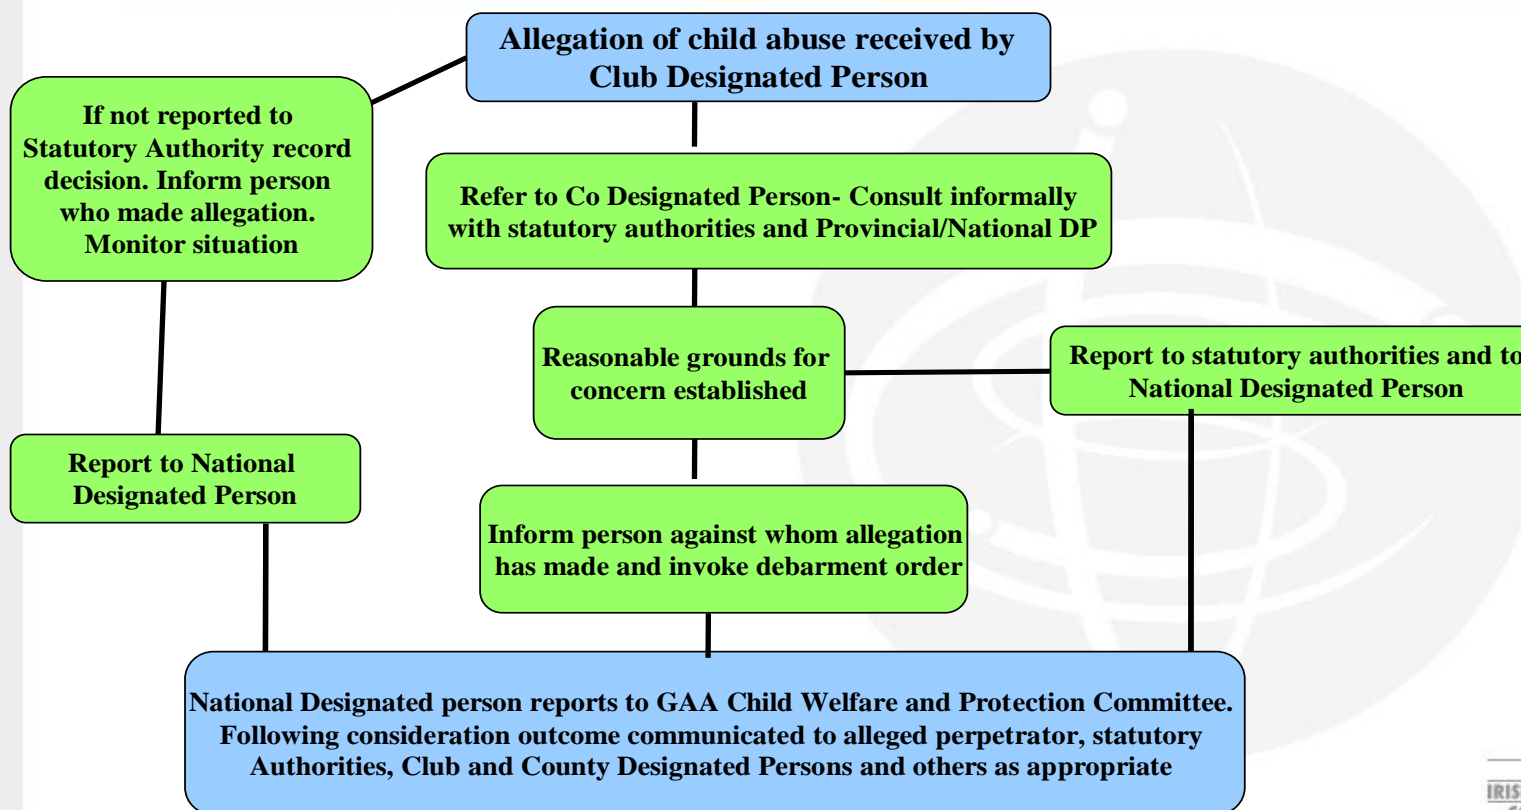 Allegation of child abuse received by
Club Designated Person
If not reported to
Statutory Authority record
decision. Inform person
who made allegation.
Monitor situation
Refer to Co Designated Person- Consult informally
with statutory authorities and Provincial/National DP
Reasonable grounds for
concern established
Report to statutory authorities and to
National Designated Person
Report to National
Designated Person
Inform person against whom allegation
has made and invoke debarment order
National Designated person reports to GAA Child Welfare and Protection Committee.
Following consideration outcome communicated to alleged perpetrator, statutory
Authorities, Club and County Designated Persons and others as appropriate